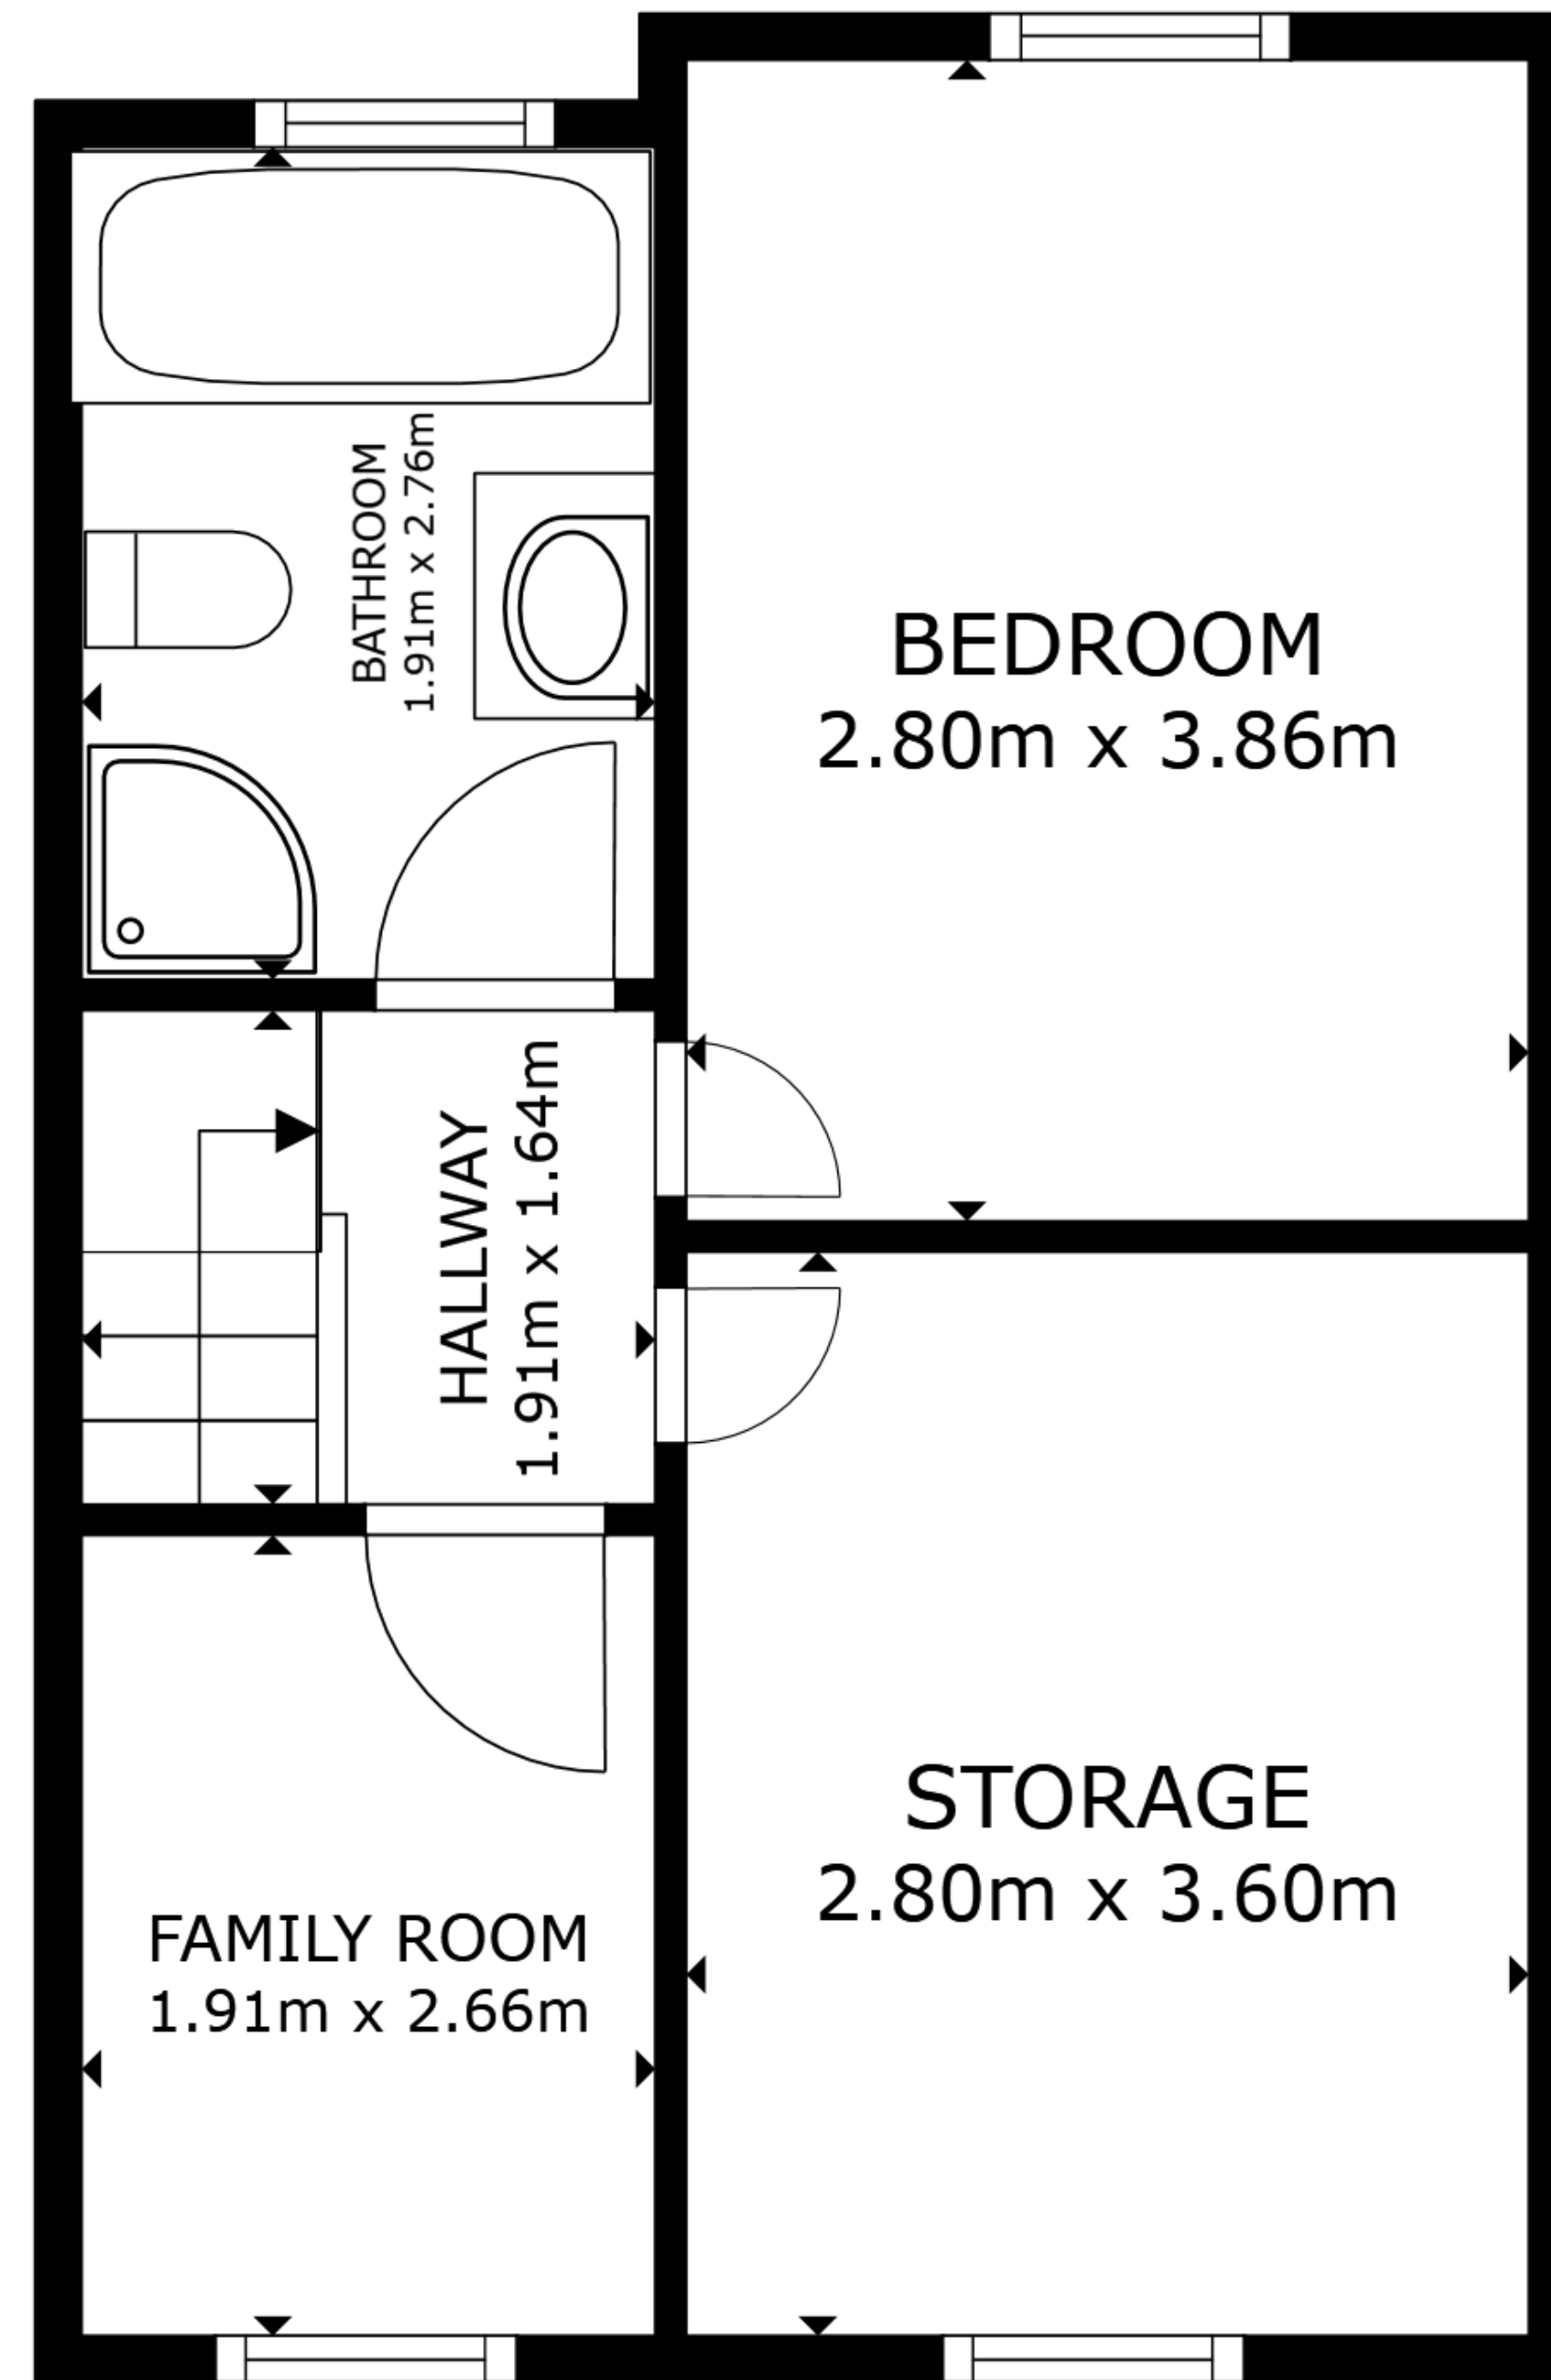 BATHROOM
1.91m x 2.76m
BEDROOM
2.80m x 3.86m
HALLWAY
1.91m x 1.64m
STORAGE
2.80m x 3.60m
FAMILY ROOM
1.91m x 2.66m